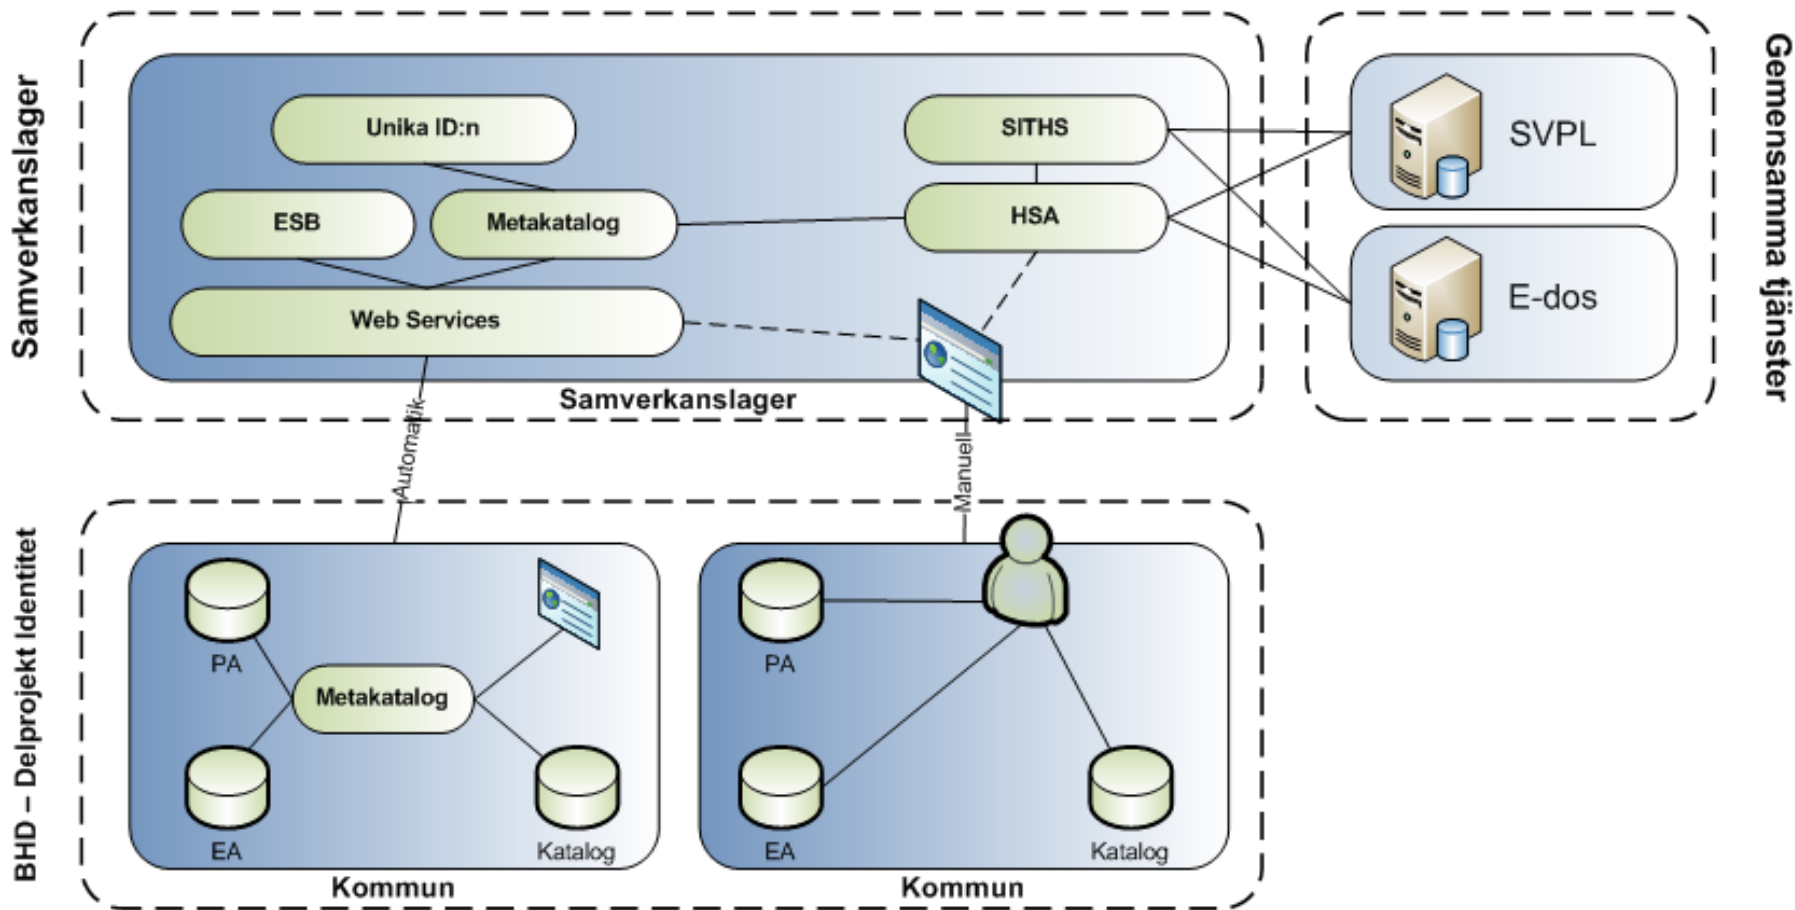 Samverkanslager
Unika ID:n
SITHS
ESB
Metakatalog
HSA
Web Services
Samverkanslager
SVPL
E-dos
Gemensamma tjänster
Automatik
Manuell
BHD – Delprojekt Identitet
PA
Metakatalog
EA
Katalog
Kommun
PA
EA
Katalog
Kommun